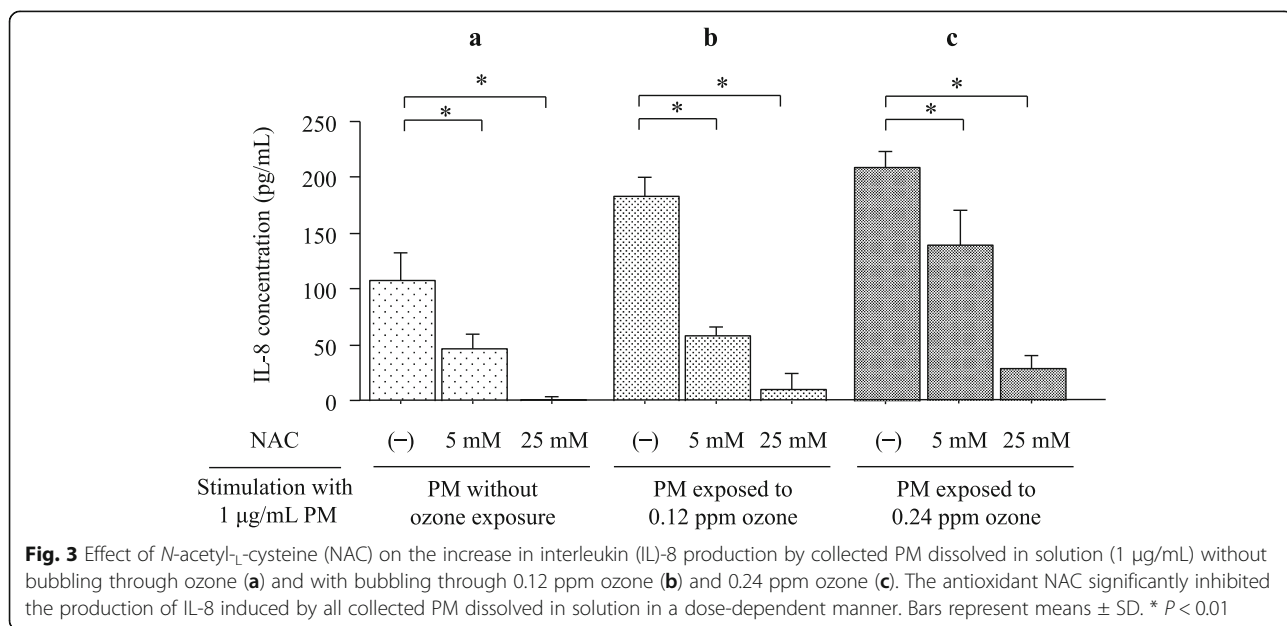 a b c
* * *
* * *
250
200
150
100
50
0
IL-8 concentration (pg/mL)
NAC (−) 5 mM 25 mM (−) 5 mM 25 mM (−) 5 mM 25 mM
Stimulation with PM without PM exposed to PM exposed to
1 μg/mL PM ozone exposure 0.12 ppm ozone 0.24 ppm ozone
Fig. 3 Effect of N-acetyl-L-cysteine (NAC) on the increase in interleukin (IL)-8 production by collected PM dissolved in solution (1 μg/mL) without
bubbling through ozone (a) and with bubbling through 0.12 ppm ozone (b) and 0.24 ppm ozone (c). The antioxidant NAC significantly inhibited
the production of IL-8 induced by all collected PM dissolved in solution in a dose-dependent manner. Bars represent means ± SD. * P < 0.01